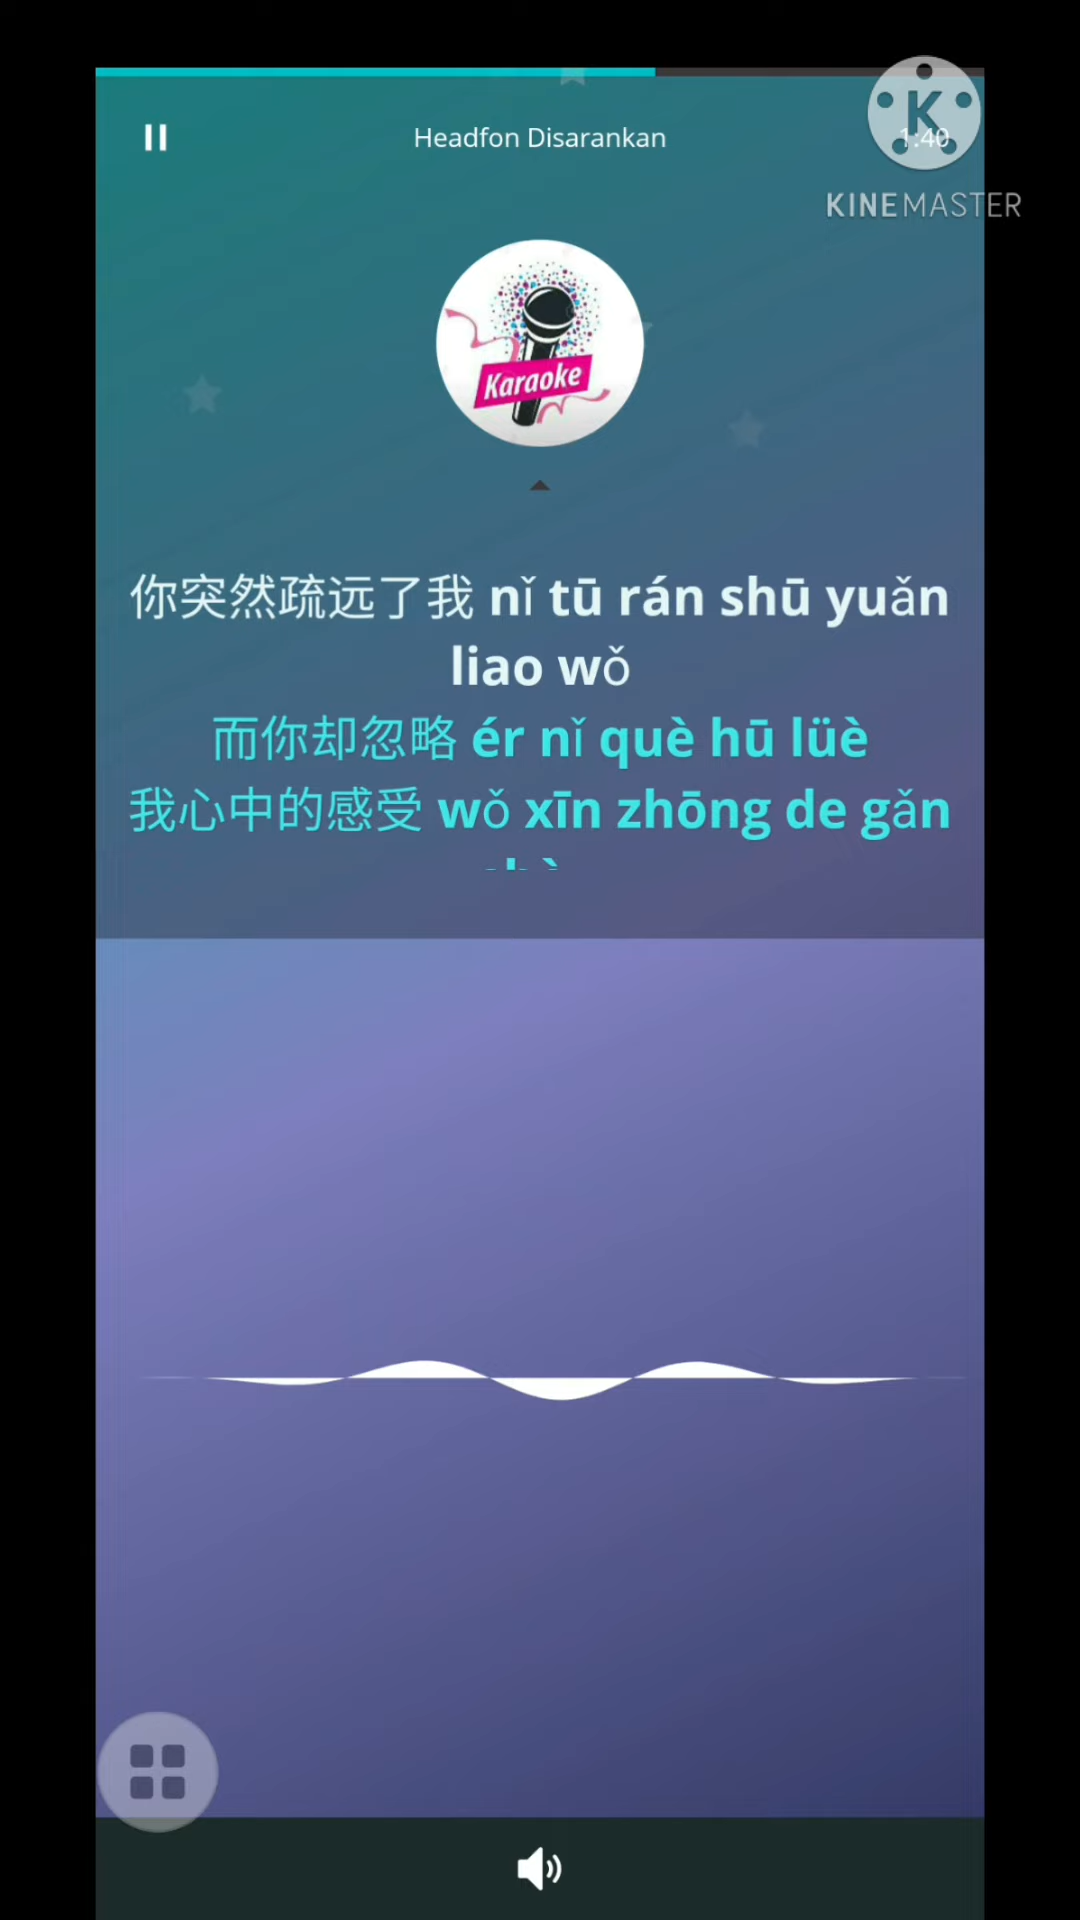 Headfon Disarankan
1:40
K
KINEMASTER
Karaoke
你突然疏远了我 nǐ tū rán shū yuǎn
liao wǒ
而你却忽略 ér nǐ què hū lüè
我心中的感受 wǒ xīn zhōng de gǎn